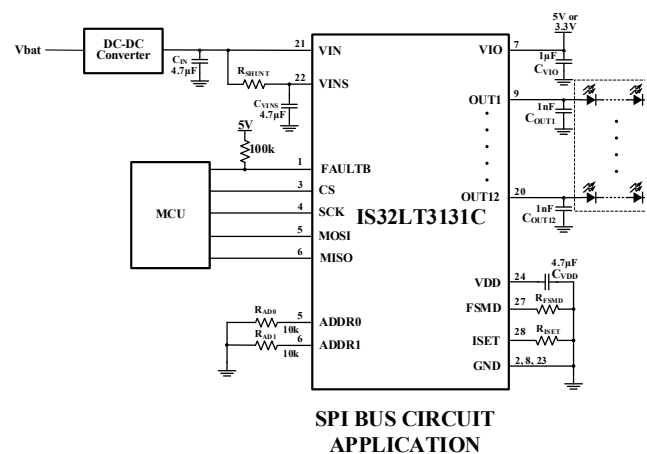 Vbat
DC-DC
Converter
CIN
4.7µF
RSHUNT
CVINS
4.7µF
5V
100k
MCU
21
VIN
22
VINS
1
FAULTB
3
CS
4
SCK
5
MOSI
6
MISO
RAD0
10k
5
ADDR0
RAD1
10k
6
ADDR1
IS32LT3131C
VIO
7
5V or
3.3V
1µF
CVIO
OUT1
9
1nF
COUT1
OUT12
20
1nF
COUT12
VDD
24
4.7µF
CVDD
FSMD
27
RFSMD
ISET
28
RISET
GND
2, 8, 23
SPI BUS CIRCUIT
APPLICATION